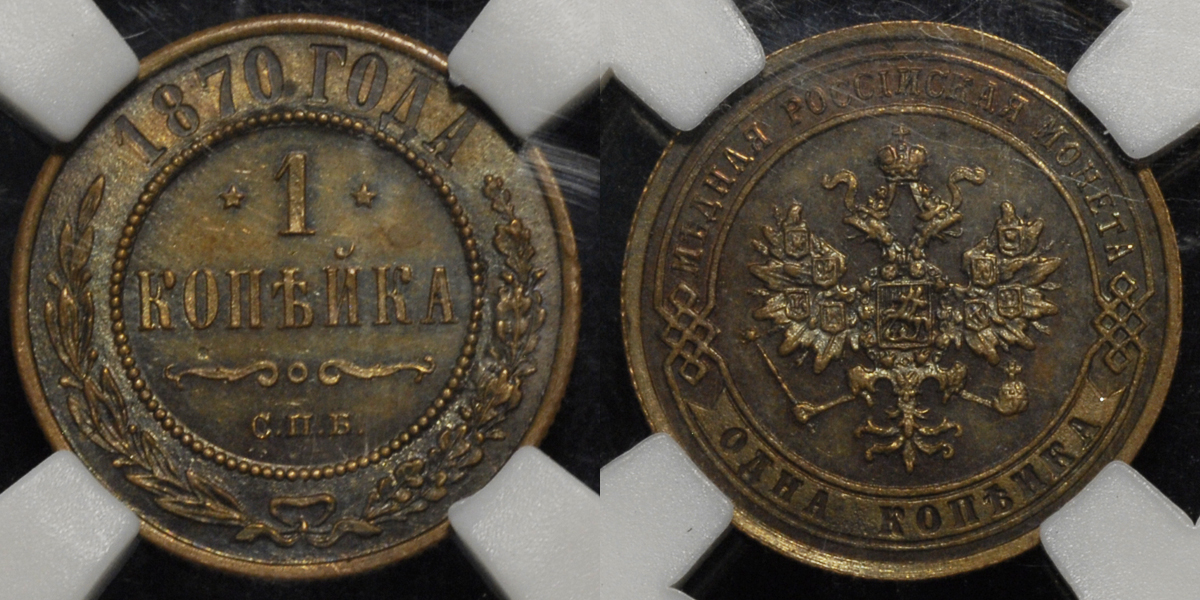 1870 ГОДА
1
КОПѢЙКА
С.П.Б.
МѢДНАЯ РОССІЙСКАЯ МОНЕТА
ОДНА КОПѢЙКА